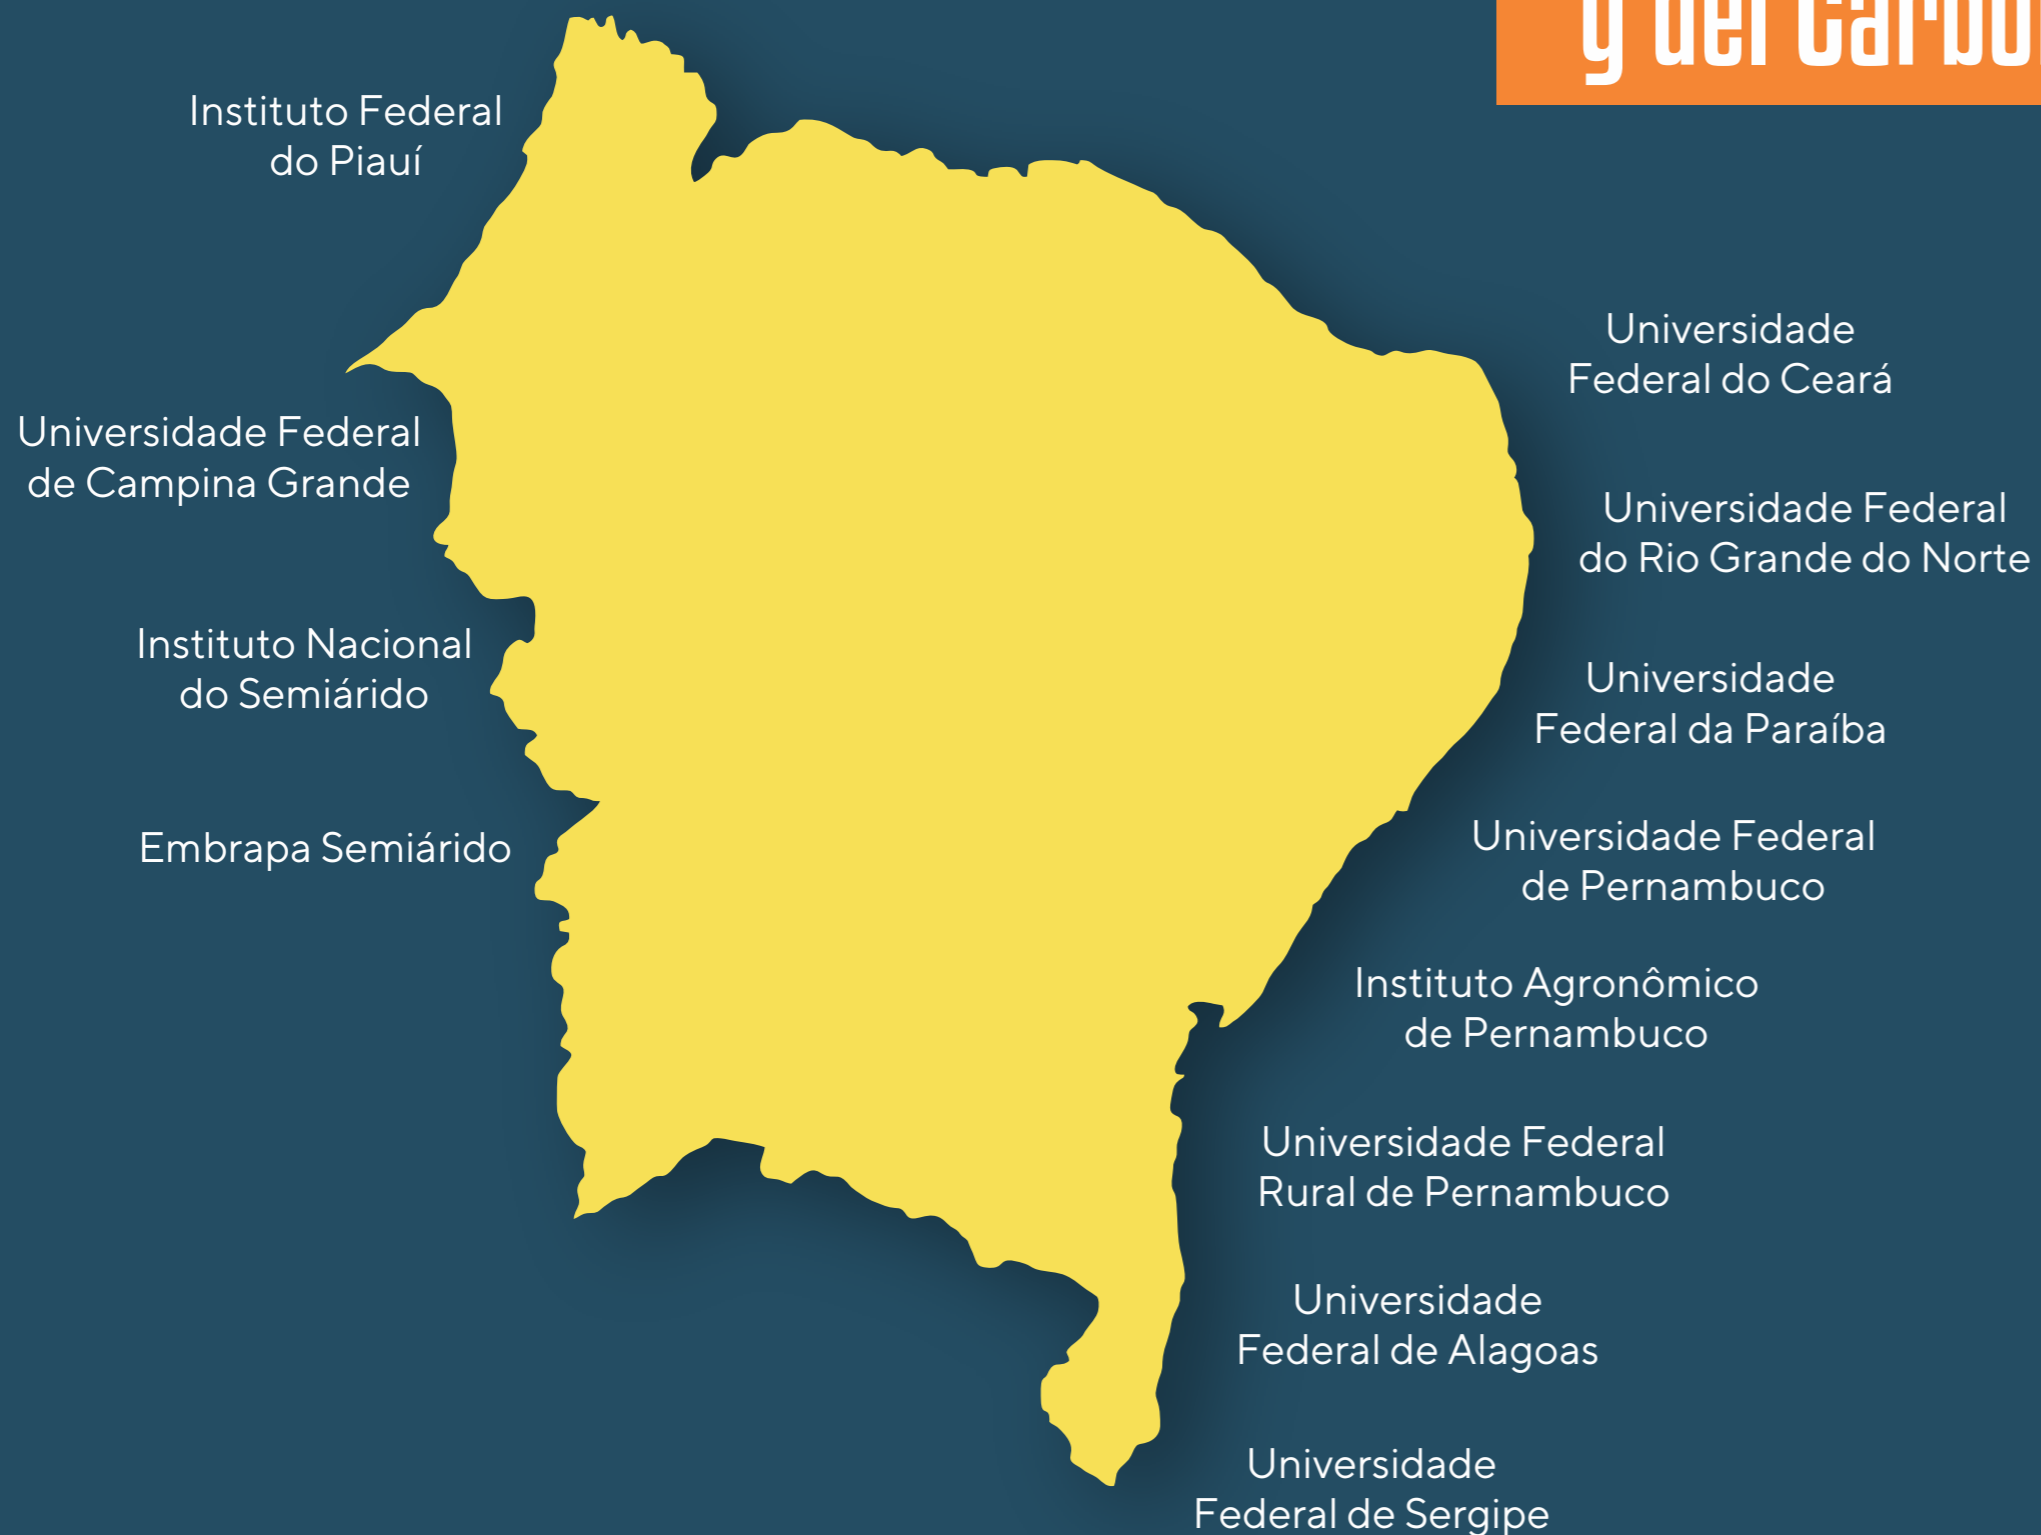 y del Carbo
Instituto Federal
do Piauí
Universidade Federal
de Campina Grande
Instituto Nacional
do Semiárido
Embrapa Semiárido
Universidade
Federal do Ceará
Universidade Federal
do Rio Grande do Norte
Universidade
Federal da Paraíba
Universidade Federal
de Pernambuco
Instituto Agronômico
de Pernambuco
Universidade Federal
Rural de Pernambuco
Universidade
Federal de Alagoas
Universidade
Federal de Sergipe